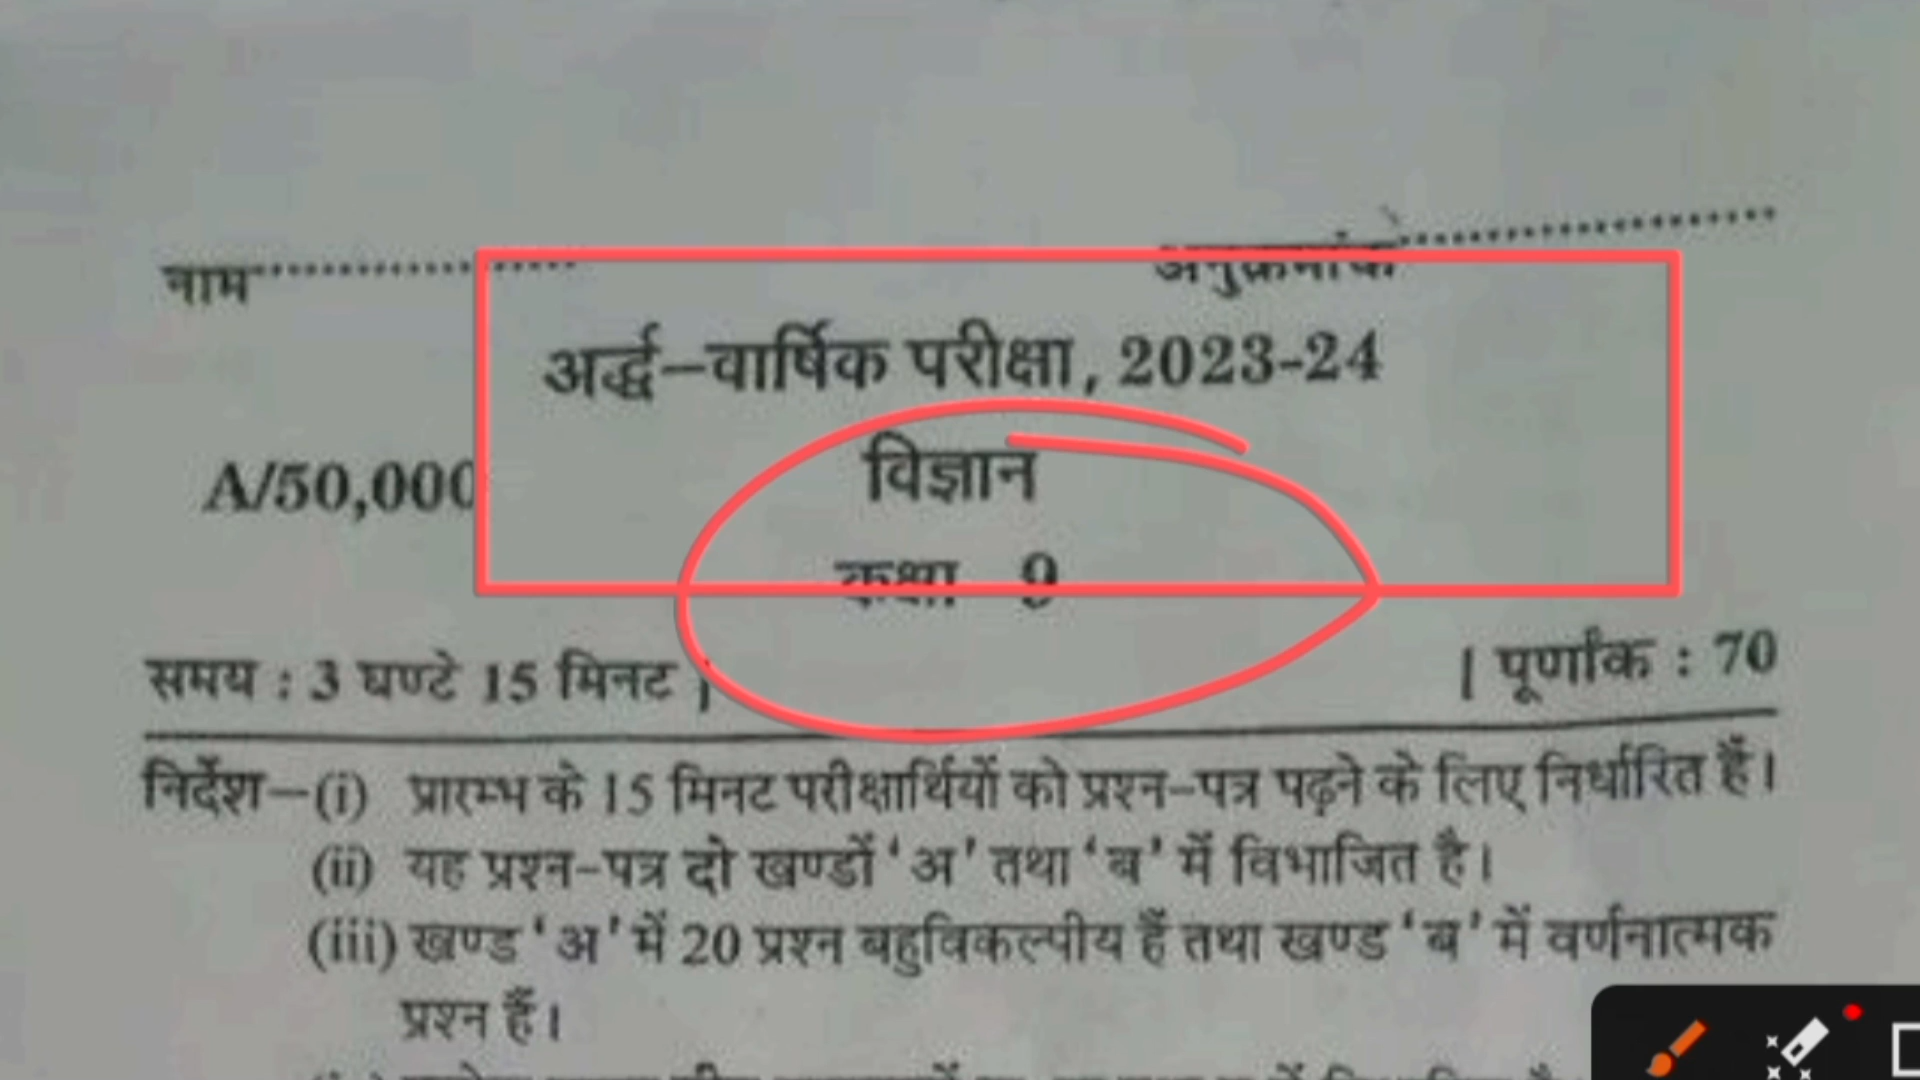 नाम.................... अनुक्रमांक....................
अर्द्ध–वार्षिक परीक्षा, 2023-24
A/50,000
विज्ञान
कक्षा 9
समय : 3 घण्टे 15 मिनट ] [ पूर्णांक : 70
निर्देश–(i) प्रारम्भ के 15 मिनट परीक्षार्थियों को प्रश्न-पत्र पढ़ने के लिए निर्धारित हैं।
(ii) यह प्रश्न-पत्र दो खण्डों ‘अ’ तथा ‘ब’ में विभाजित है।
(iii) खण्ड ‘अ’ में 20 प्रश्न बहुविकल्पीय हैं तथा खण्ड ‘ब’ में वर्णनात्मक
प्रश्न हैं।